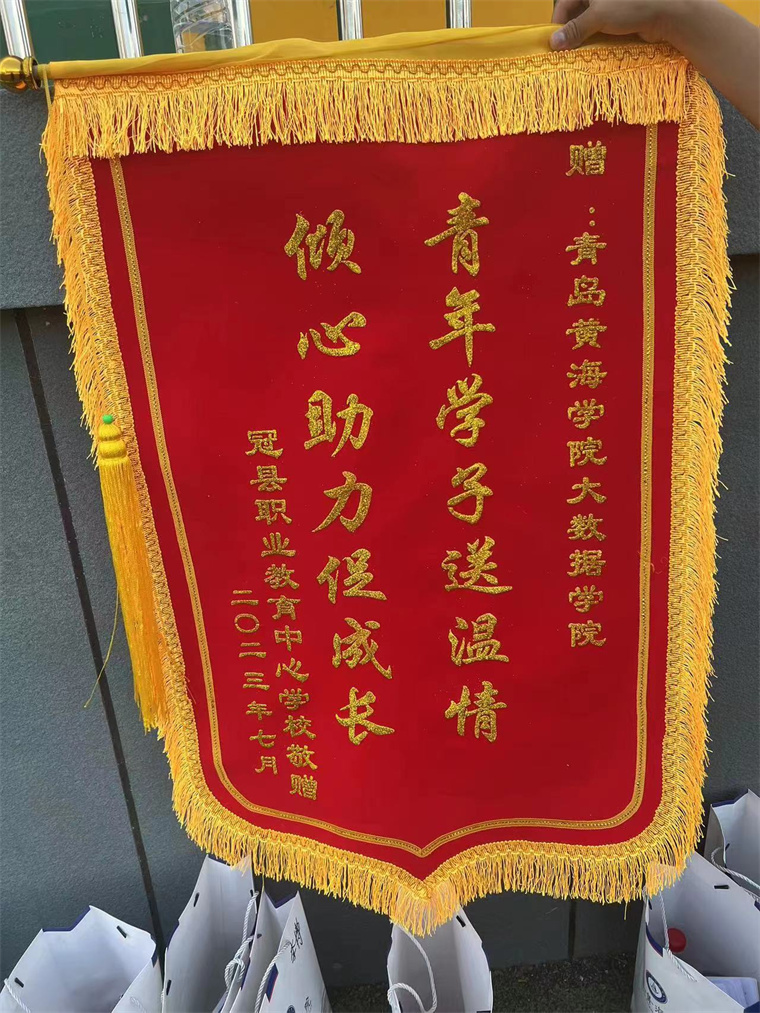 赠：青岛黄海学院大数据学院
青年学子送温情
倾心助力促成长
冠县职业教育中心学校敬赠
二〇二三年七月